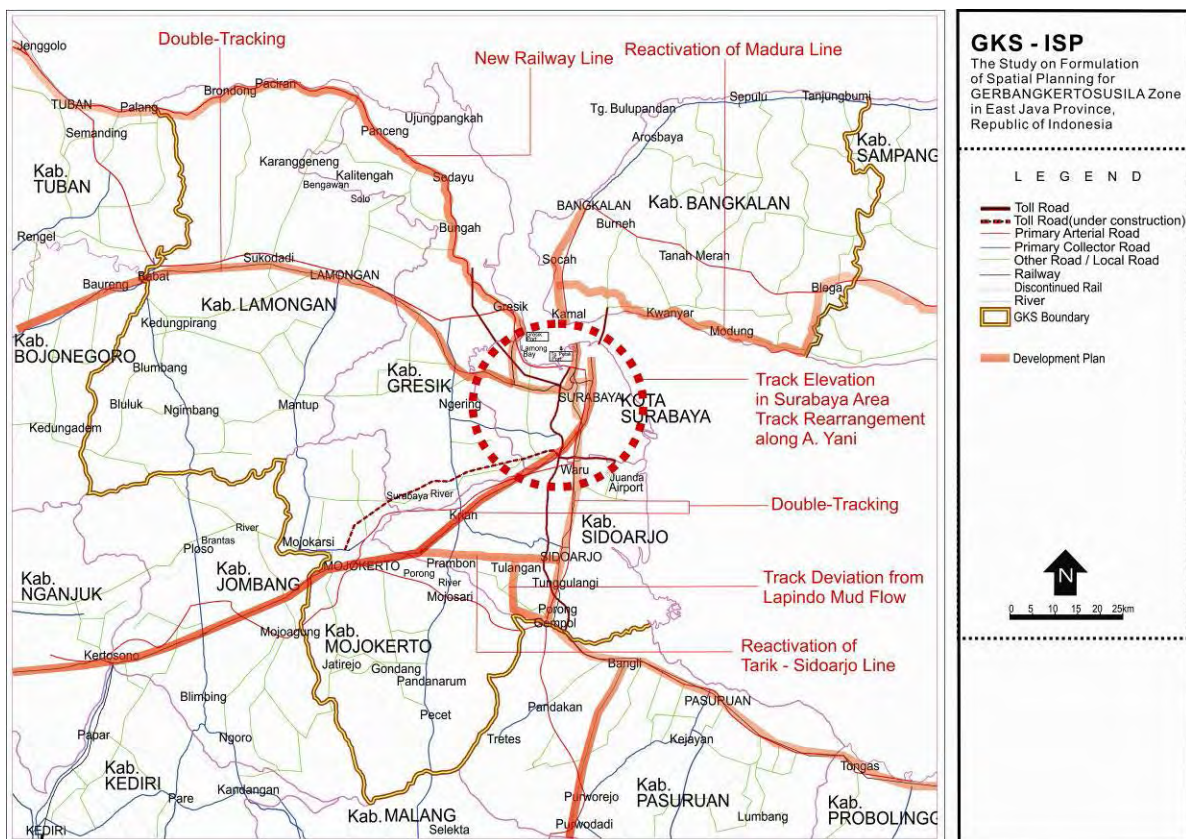 Jenggolo
Double-Tracking
New Railway Line
Reactivation of Madura Line
TUBAN
Palang
Brondong
Paciran
Panceng
Ujungpangkah
Tg. Bulupandan
Sepulu
Tanjungbumi
Semanding
Arosbaya
Kab.
SAMPANG
Kab.
TUBAN
Karanggeneng
Kalitengah
Bengawan
Solo
Sedayu
BANGKALAN
Kab. BANGKALAN
Burneh
Rengel
Bungah
Sukodadi
Tanah Merah
Socah
Baureng
Babat
LAMONGAN
Blega
Kab. LAMONGAN
Gresik
Kamal
Kwanyar
Modung
Kedungpirang
Kab.
BOJONEGORO
Lamong
Bay
Blumbang
Kab.
GRESIK
SURABAYA
KOTA
SURABAYA
Track Elevation
in Surabaya Area
Track Rearrangement
along A. Yani
Bluluk
Ngimbang
Mantup
Ngering
Kedungadem
Waru
Juanda
Airport
Surabaya River
Double-Tracking
Krian
Kab.
SIDOARJO
River
Brantas
Ploso
Mojokarsi
Kab.
JOMBANG
MOJOKERTO
Prambon
SIDOARJO
Tulangan
Kab.
NGANJUK
Porong
River
Mojosari
Tunggulangi
Track Deviation from
Lapindo Mud Flow
Porong
Gempol
Mojoagung
Kab.
MOJOKERTO
Reactivation of
Tarik - Sidoarjo Line
Kertosono
Jatirejo
Gondang
Pandanarum
Bangli
Blimbing
Pecet
Pandakan
PASURUAN
Papar
Ngoro
Tretes
Kejayan
Kab.
KEDIRI
Tongas
Pare
Kandangan
Purworejo
Kab.
PASURUAN
Kab.
PROBOLINGG
Kab. MALANG
Lumbang
KEDIRI
Selekta
Purwodadi
GKS - ISP
The Study on Formulation
of Spatial Planning for
GERBANGKERTOSUSILA Zone
in East Java Province,
Republic of Indonesia
L E G E N D
Toll Road
Toll Road(under construction)
Primary Arterial Road
Primary Collector Road
Other Road / Local Road
Railway
Discontinued Rail
River
GKS Boundary
Development Plan
N
0 5 10 15 20 25km